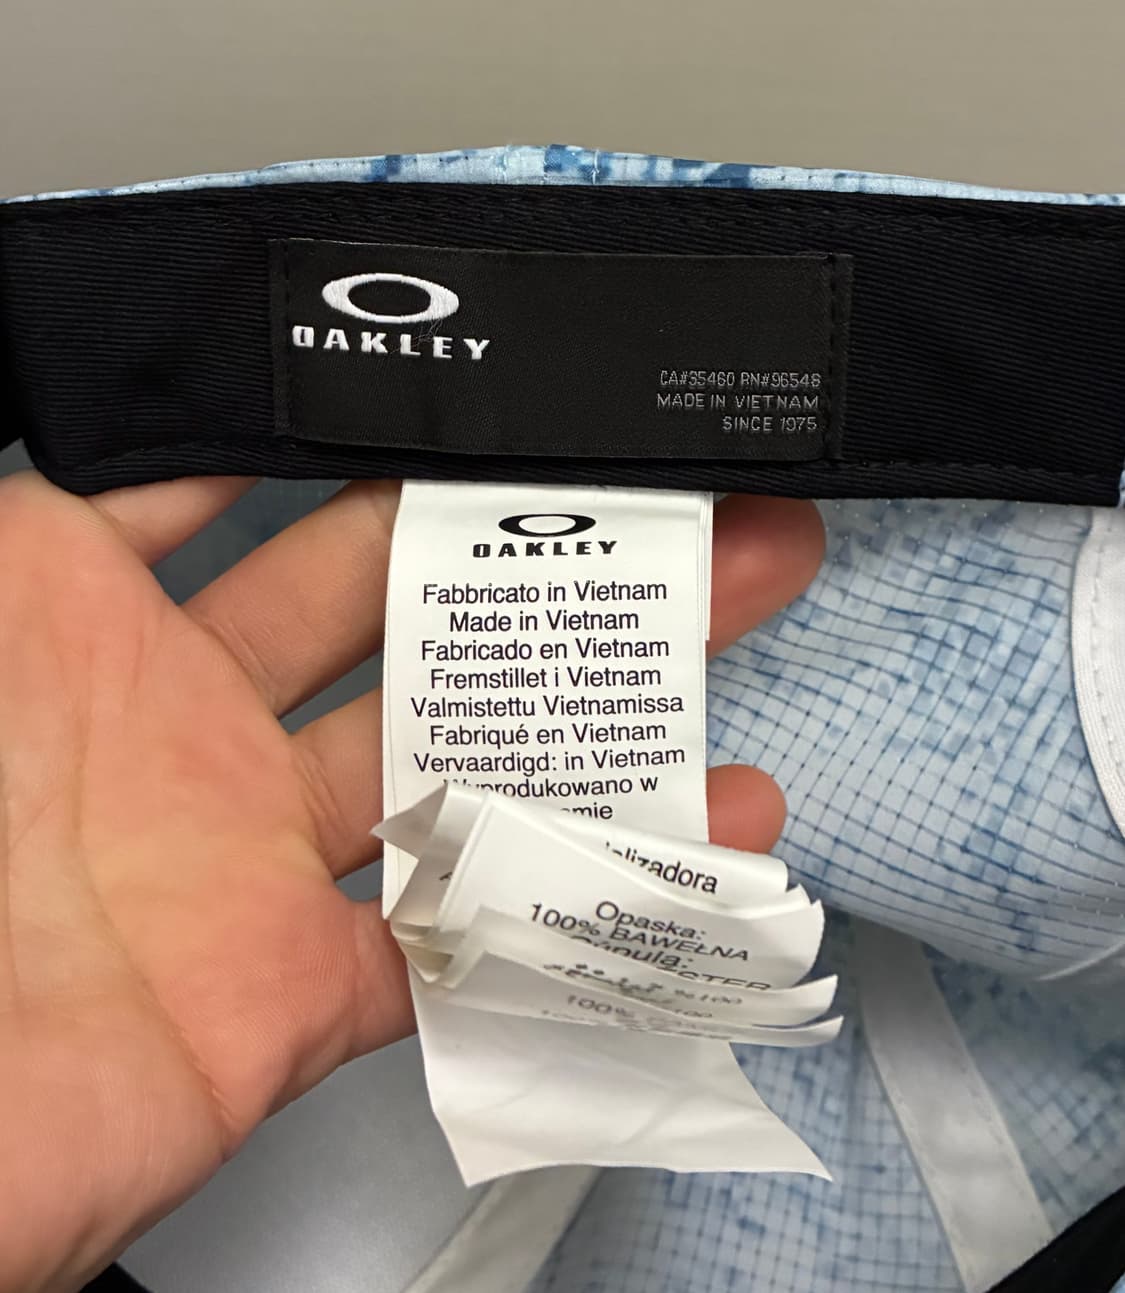 OAKLEY
CA#35460 RN#96548
MADE IN VIETNAM
SINCE 1975
OAKLEY
Fabbricato in Vietnam
Made in Vietnam
Fabricado en Vietnam
Fremstillet i Vietnam
Valmistettu Vietnamissa
Fabriqué en Vietnam
Vervaardigd: in Vietnam
w
Opaska:
100% BAWEŁNA
100%